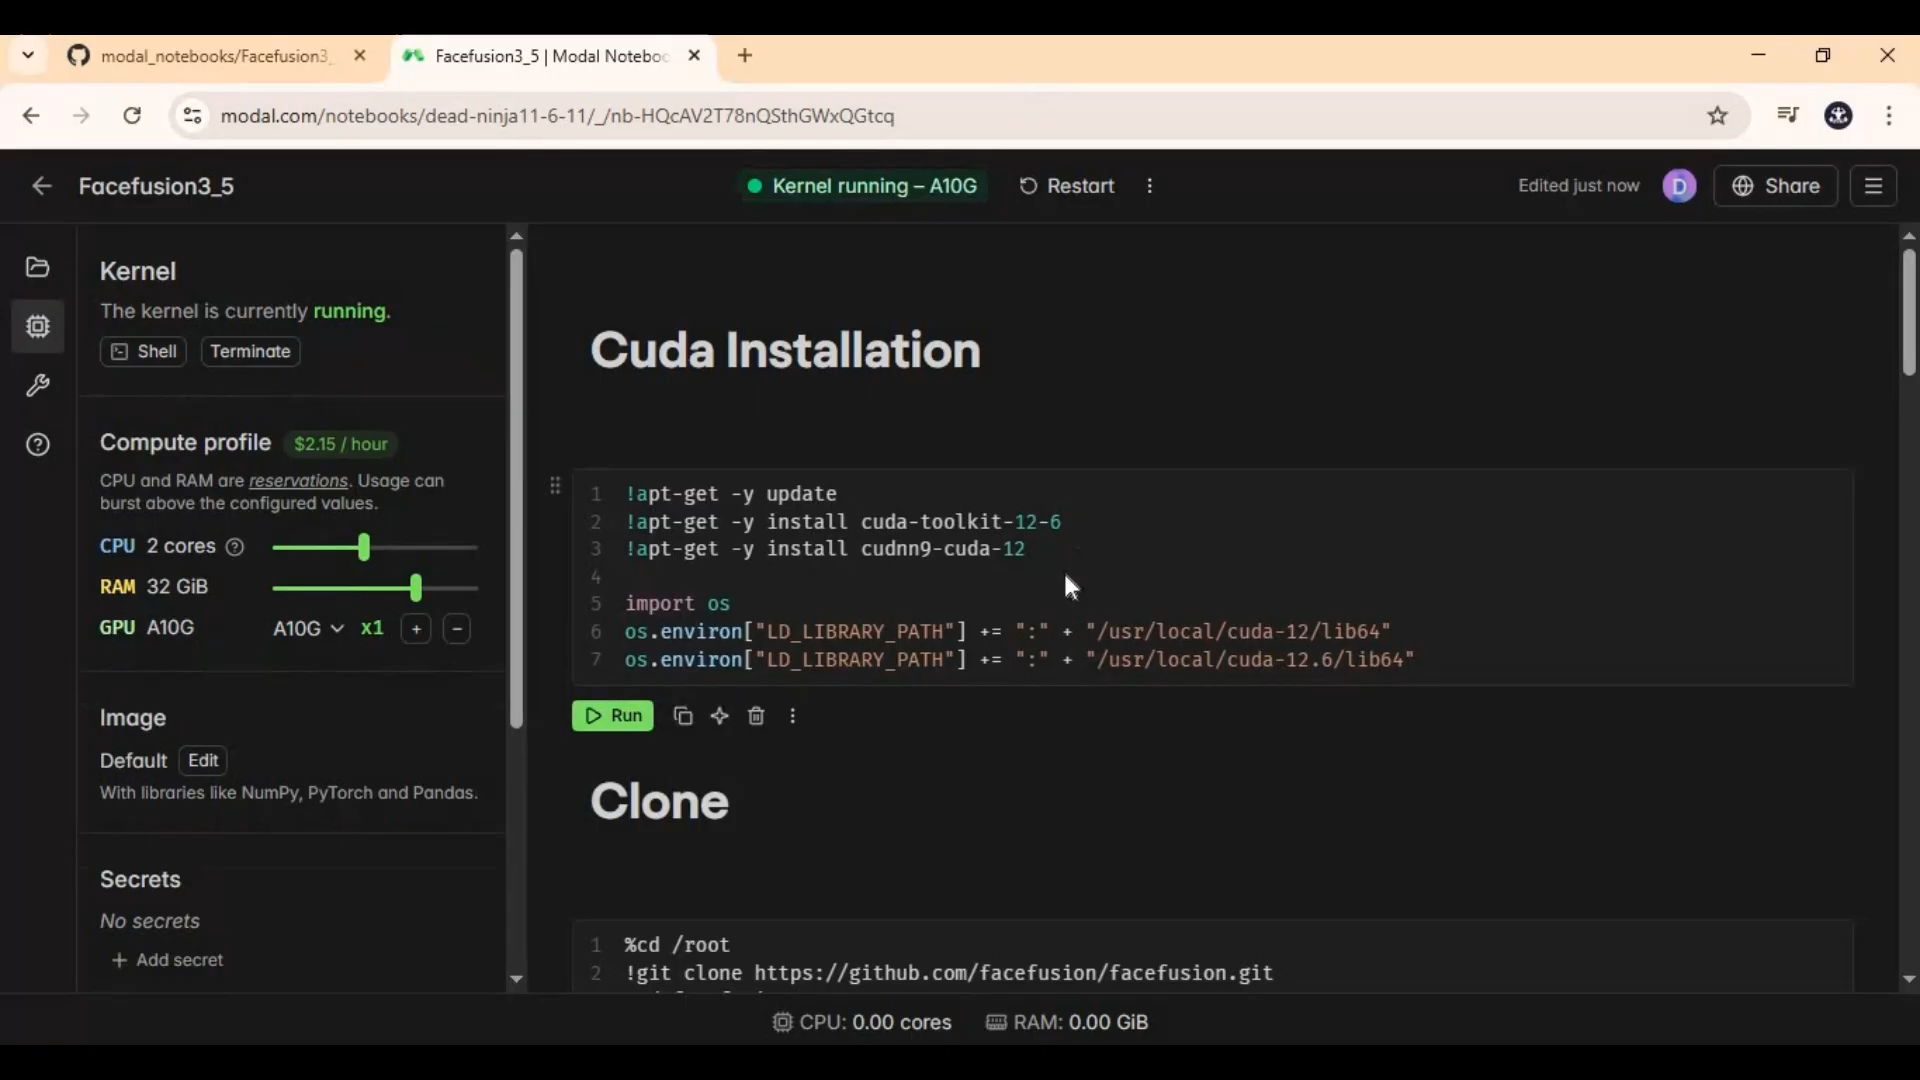 modal_notebooks/Facefusion3_
Facefusion3_5 | Modal Noteboo
modal.com/notebooks/dead-ninja11-6-11/_/nb-HQcAV2T78nQSthGWxQGtcq
Facefusion3_5
Kernel running – A10G
Restart
Edited just now
D
Share
Kernel
The kernel is currently running.
Shell
Terminate
Compute profile
$2.15 / hour
CPU and RAM are reservations. Usage can
burst above the configured values.
CPU 2 cores
RAM 32 GiB
GPU A10G
A10G
x1
+
−
Image
Default
Edit
With libraries like NumPy, PyTorch and Pandas.
Secrets
No secrets
+ Add secret
Cuda Installation
1 !apt-get -y update
2 !apt-get -y install cuda-toolkit-12-6
3 !apt-get -y install cudnn9-cuda-12
4
5 import os
6 os.environ["LD_LIBRARY_PATH"] += ":" + "/usr/local/cuda-12/lib64"
7 os.environ["LD_LIBRARY_PATH"] += ":" + "/usr/local/cuda-12.6/lib64"
Run
Clone
1 %cd /root
2 !git clone https://github.com/facefusion/facefusion.git
CPU: 0.00 cores
RAM: 0.00 GiB